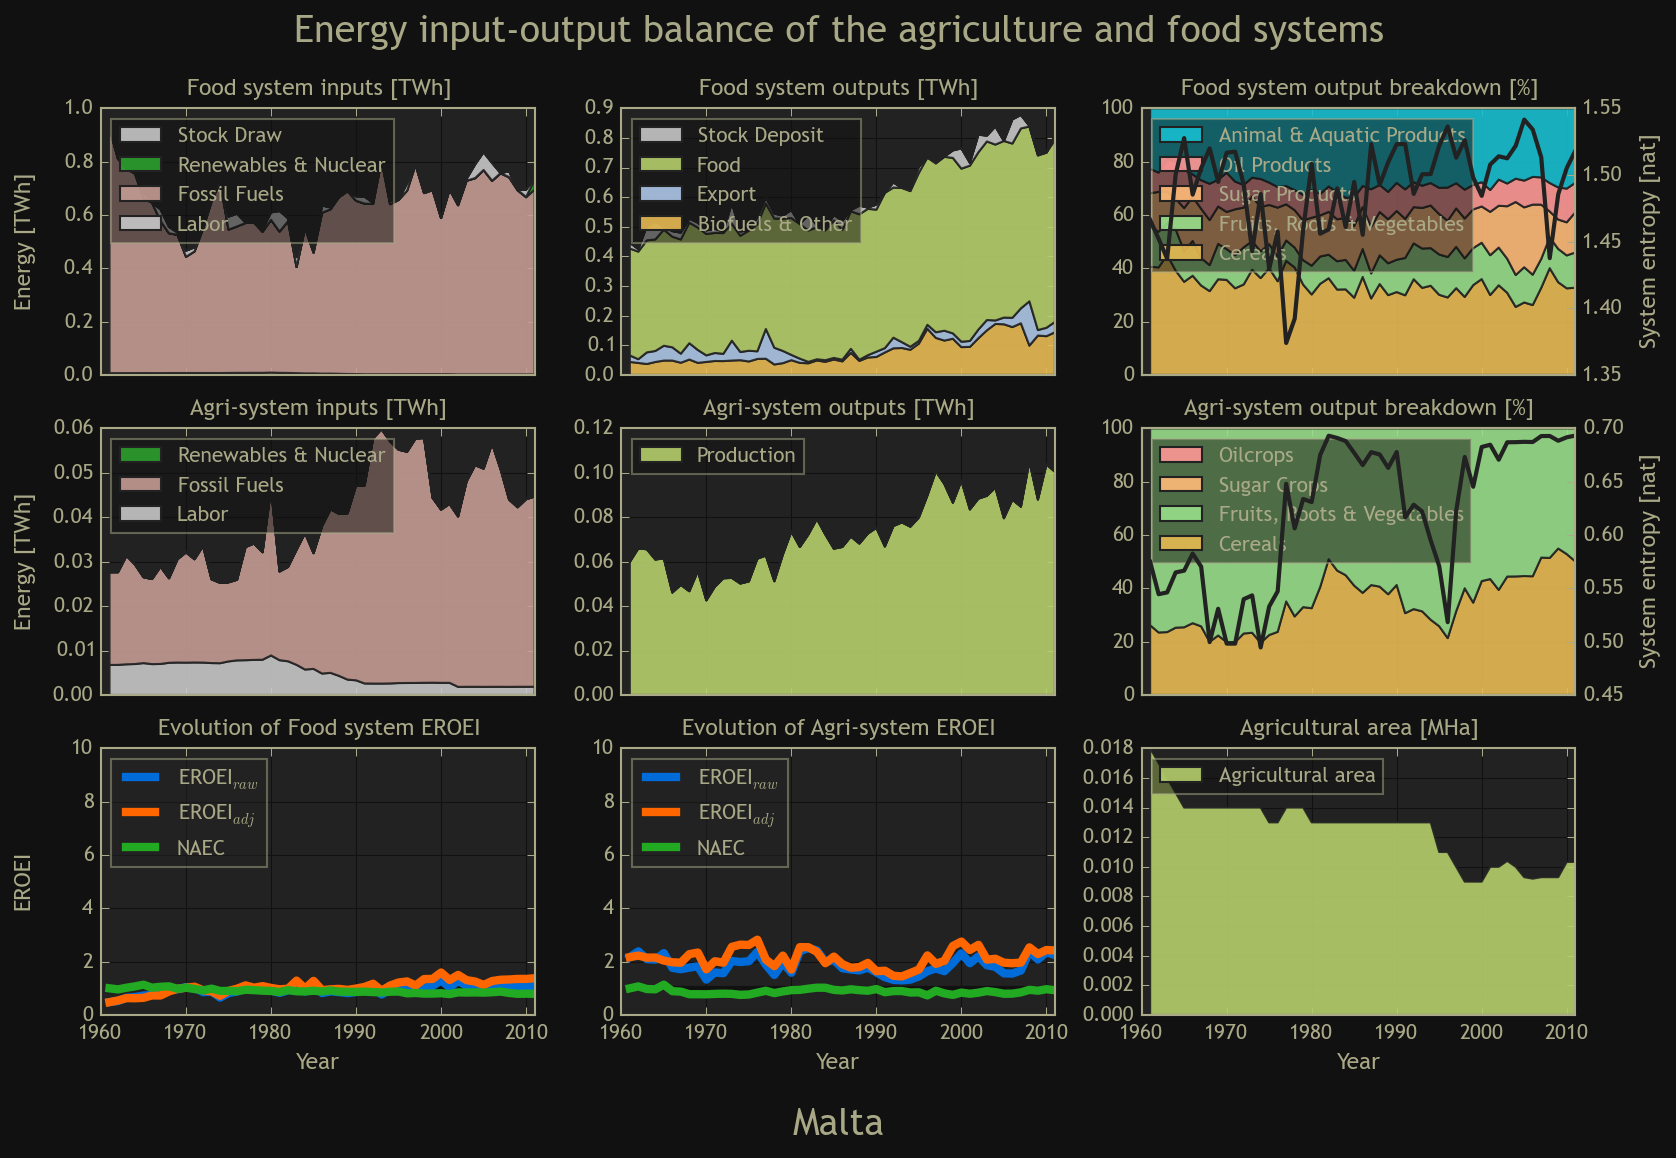 Energy input-output balance of the agriculture and food systems
Food system inputs [TWh]
Energy [TWh]
1.0
0.8
0.6
0.4
0.2
0.0
Stock Draw
Renewables & Nuclear
Fossil Fuels
Labor
Food system outputs [TWh]
0.9
0.8
0.7
0.6
0.5
0.4
0.3
0.2
0.1
0.0
Stock Deposit
Food
Export
Biofuels & Other
Food system output breakdown [%]
100
80
60
40
20
0
Animal & Aquatic Products
Oil Products
Sugar Products
Fruits, Roots & Vegetables
Cereals
1.55
1.50
1.45
1.40
1.35
System entropy [nat]
Agri-system inputs [TWh]
Energy [TWh]
0.06
0.05
0.04
0.03
0.02
0.01
0.00
Renewables & Nuclear
Fossil Fuels
Labor
Agri-system outputs [TWh]
0.12
0.10
0.08
0.06
0.04
0.02
0.00
Production
Agri-system output breakdown [%]
100
80
60
40
20
0
Oilcrops
Sugar Crops
Fruits, Roots & Vegetables
Cereals
0.70
0.65
0.60
0.55
0.50
0.45
System entropy [nat]
Evolution of Food system EROEI
EROEI
10
8
6
4
2
0
EROEIraw
EROEIadj
NAEC
1960 1970 1980 1990 2000 2010
Year
Evolution of Agri-system EROEI
10
8
6
4
2
0
EROEIraw
EROEIadj
NAEC
1960 1970 1980 1990 2000 2010
Year
Agricultural area [MHa]
0.018
0.016
0.014
0.012
0.010
0.008
0.006
0.004
0.002
0.000
Agricultural area
1960 1970 1980 1990 2000 2010
Year
Malta